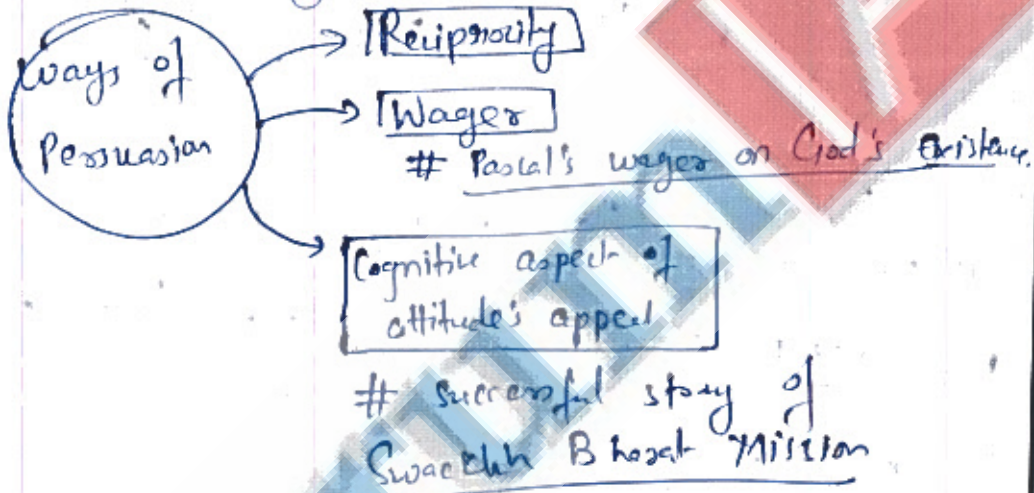 Ways of
Persuasion
Reciprocity
Wager
# Pascal's wager on God's Existence.
Cognitive aspect of
attitude's appeal
# Successful story of
Swachh Bharat Mission